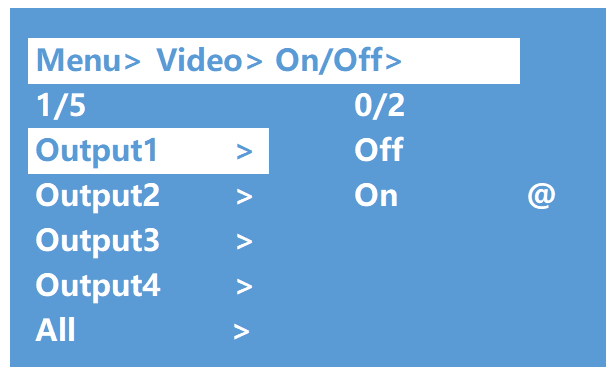 Menu> Video> On/Off>
1/5 0/2
Output1 > Off
Output2 > On @
Output3 >
Output4 >
All >